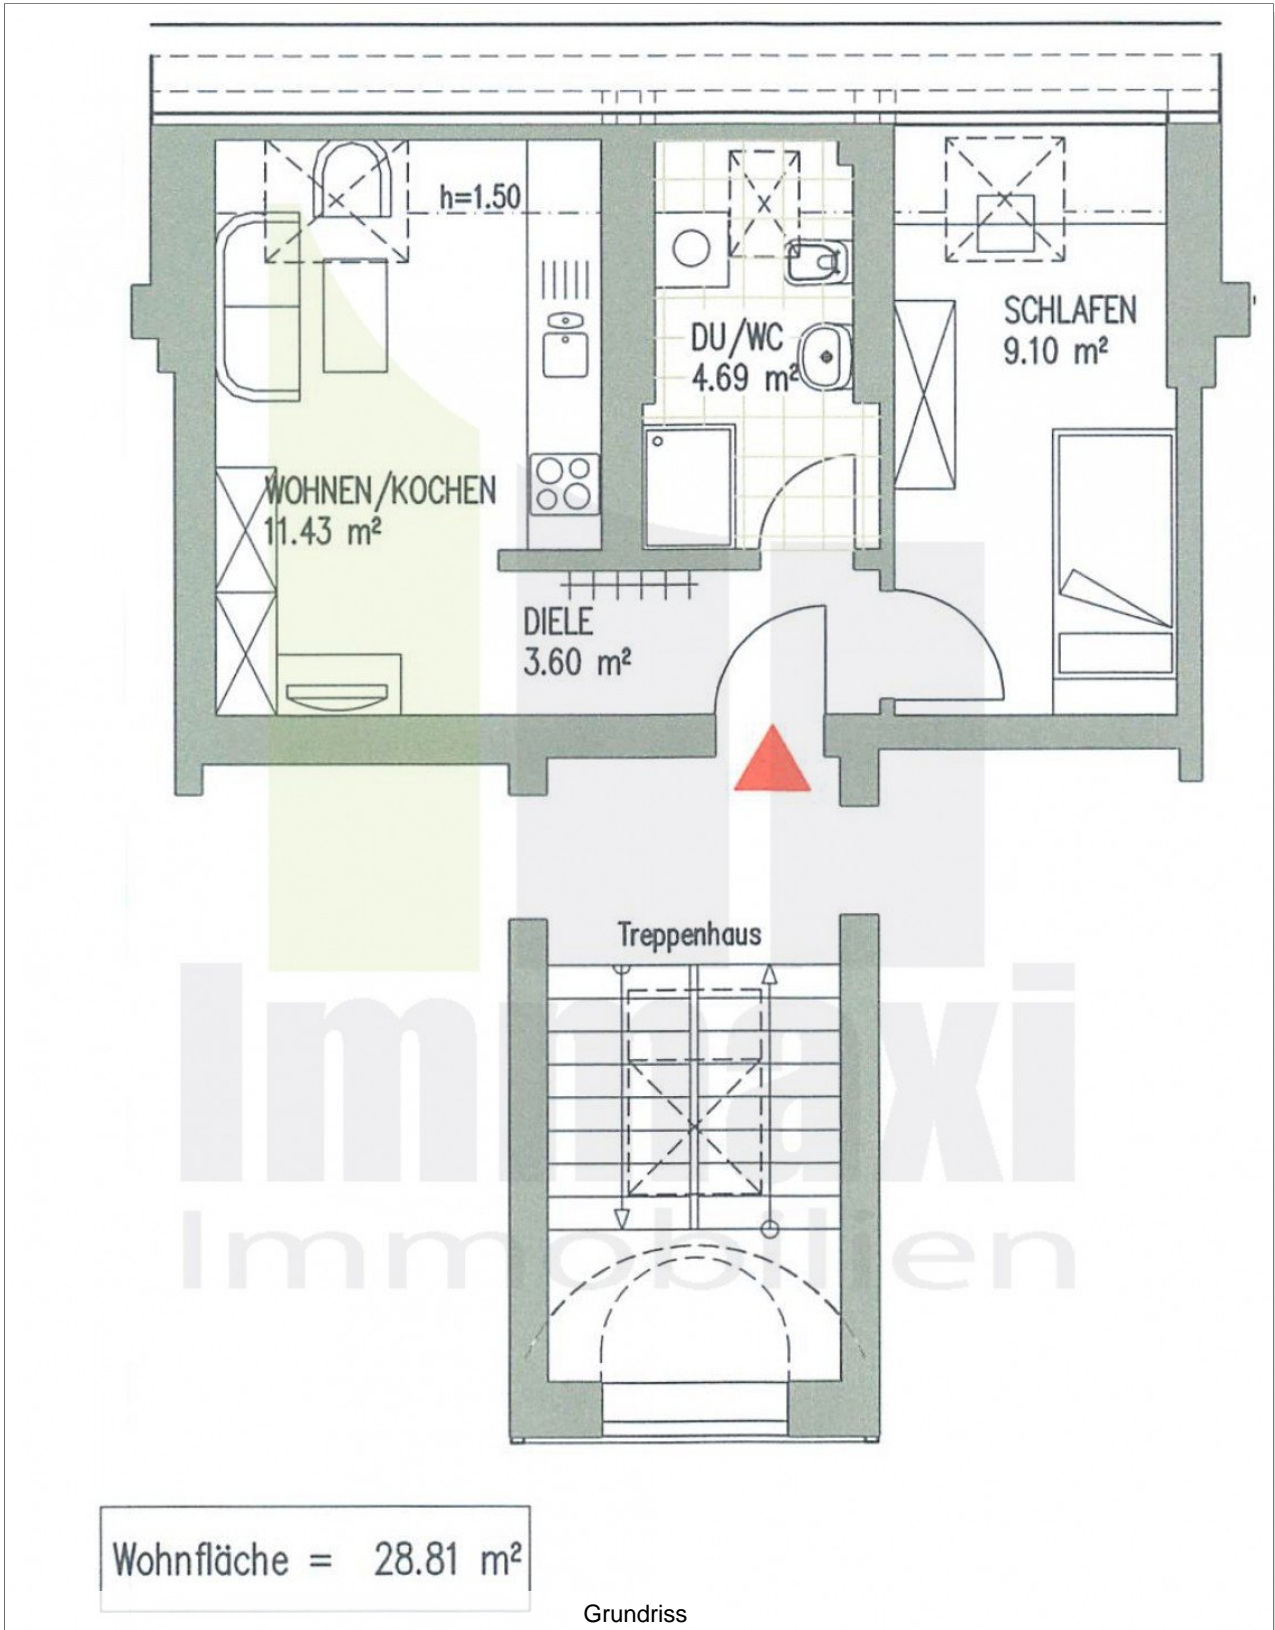 h=1.50
DU/WC
4.69 m²
SCHLAFEN
9.10 m²
WOHNEN/KOCHEN
11.43 m²
DIELE
3.60 m²
Treppenhaus
Immaxi
Immobilien
Wohnfläche = 28.81 m²
Grundriss